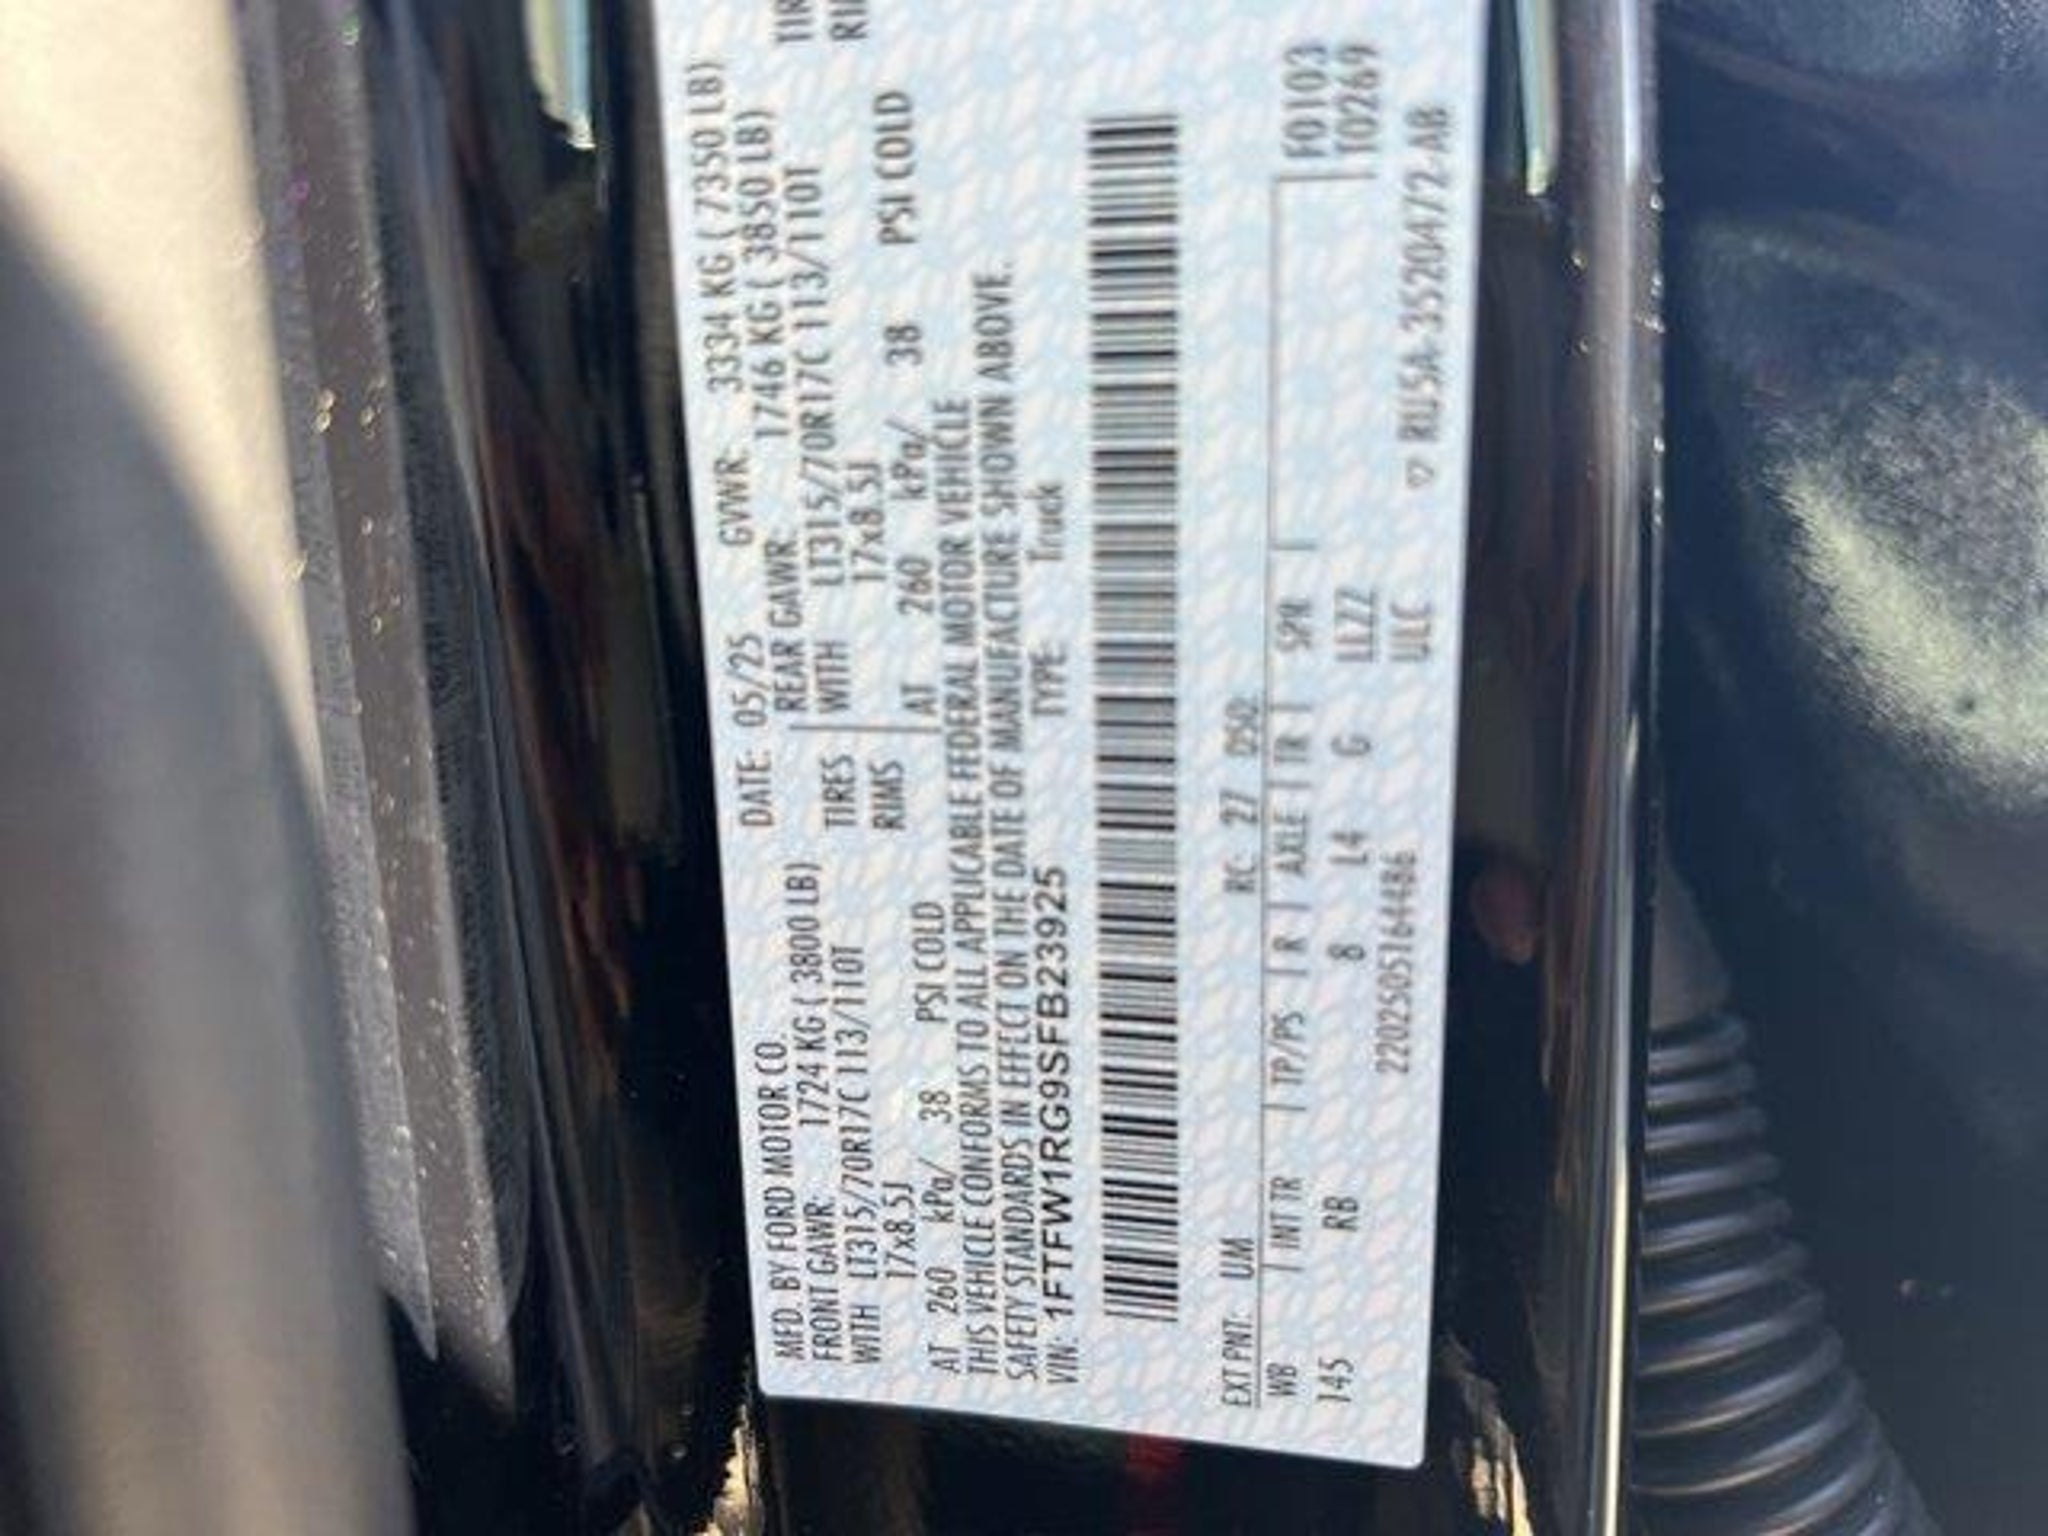 MFD. BY FORD MOTOR CO. DATE: 05/25 GVWR 3334 KG ( 7350 LB)
FRONT GAWR: 1724 KG ( 3800 LB) REAR GAWR: 1746 KG ( 3850 LB)
WITH LT315/70R17C 113/110T TIRES WITH LT315/70R17C 113/110T
17x8.5J RIMS 17x8.5J
AT 260 kPa/ 38 PSI COLD AT 260 kPa/ 38 PSI COLD
THIS VEHICLE CONFORMS TO ALL APPLICABLE FEDERAL MOTOR VEHICLE
SAFETY STANDARDS IN EFFECT ON THE DATE OF MANUFACTURE SHOWN ABOVE.
VIN: 1FTFW1RG9SFB23925 TYPE: Truck
EXT PNT: UM RC: 27 DSO:
WB INT TR TP/PS R AXLE TR SPR F0103
145 RB 8 L4 G LLZZ T0269
ULC
2202505164486 RU5A-3520472-AB